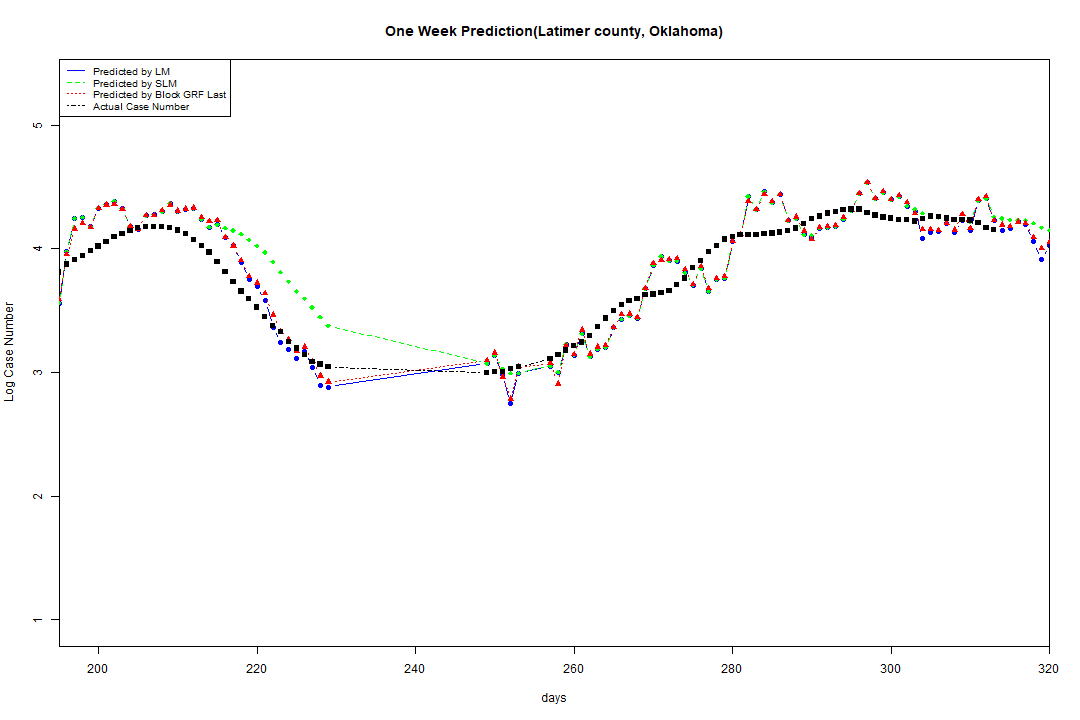 One Week Prediction(Latimer county, Oklahoma)
Predicted by LM
Predicted by SLM
Predicted by Block GRF Last
Actual Case Number
5
4
3
2
1
Log Case Number
200 220 240 260 280 300 320
days